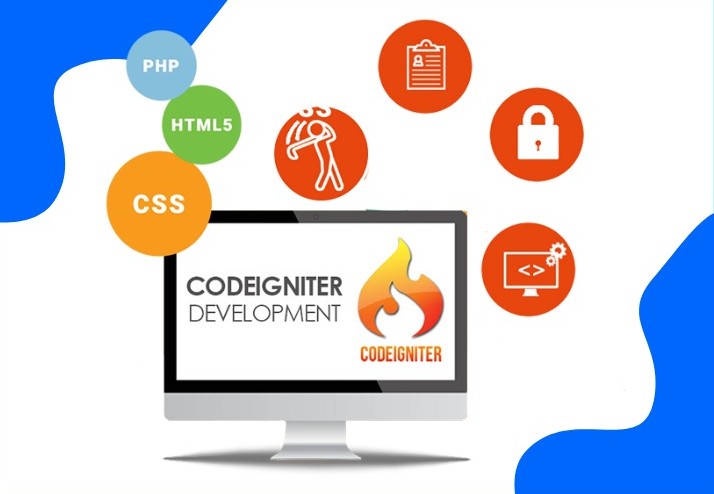 PHP
HTML5
CSS
CODEIGNITER
DEVELOPMENT
CODEIGNITER